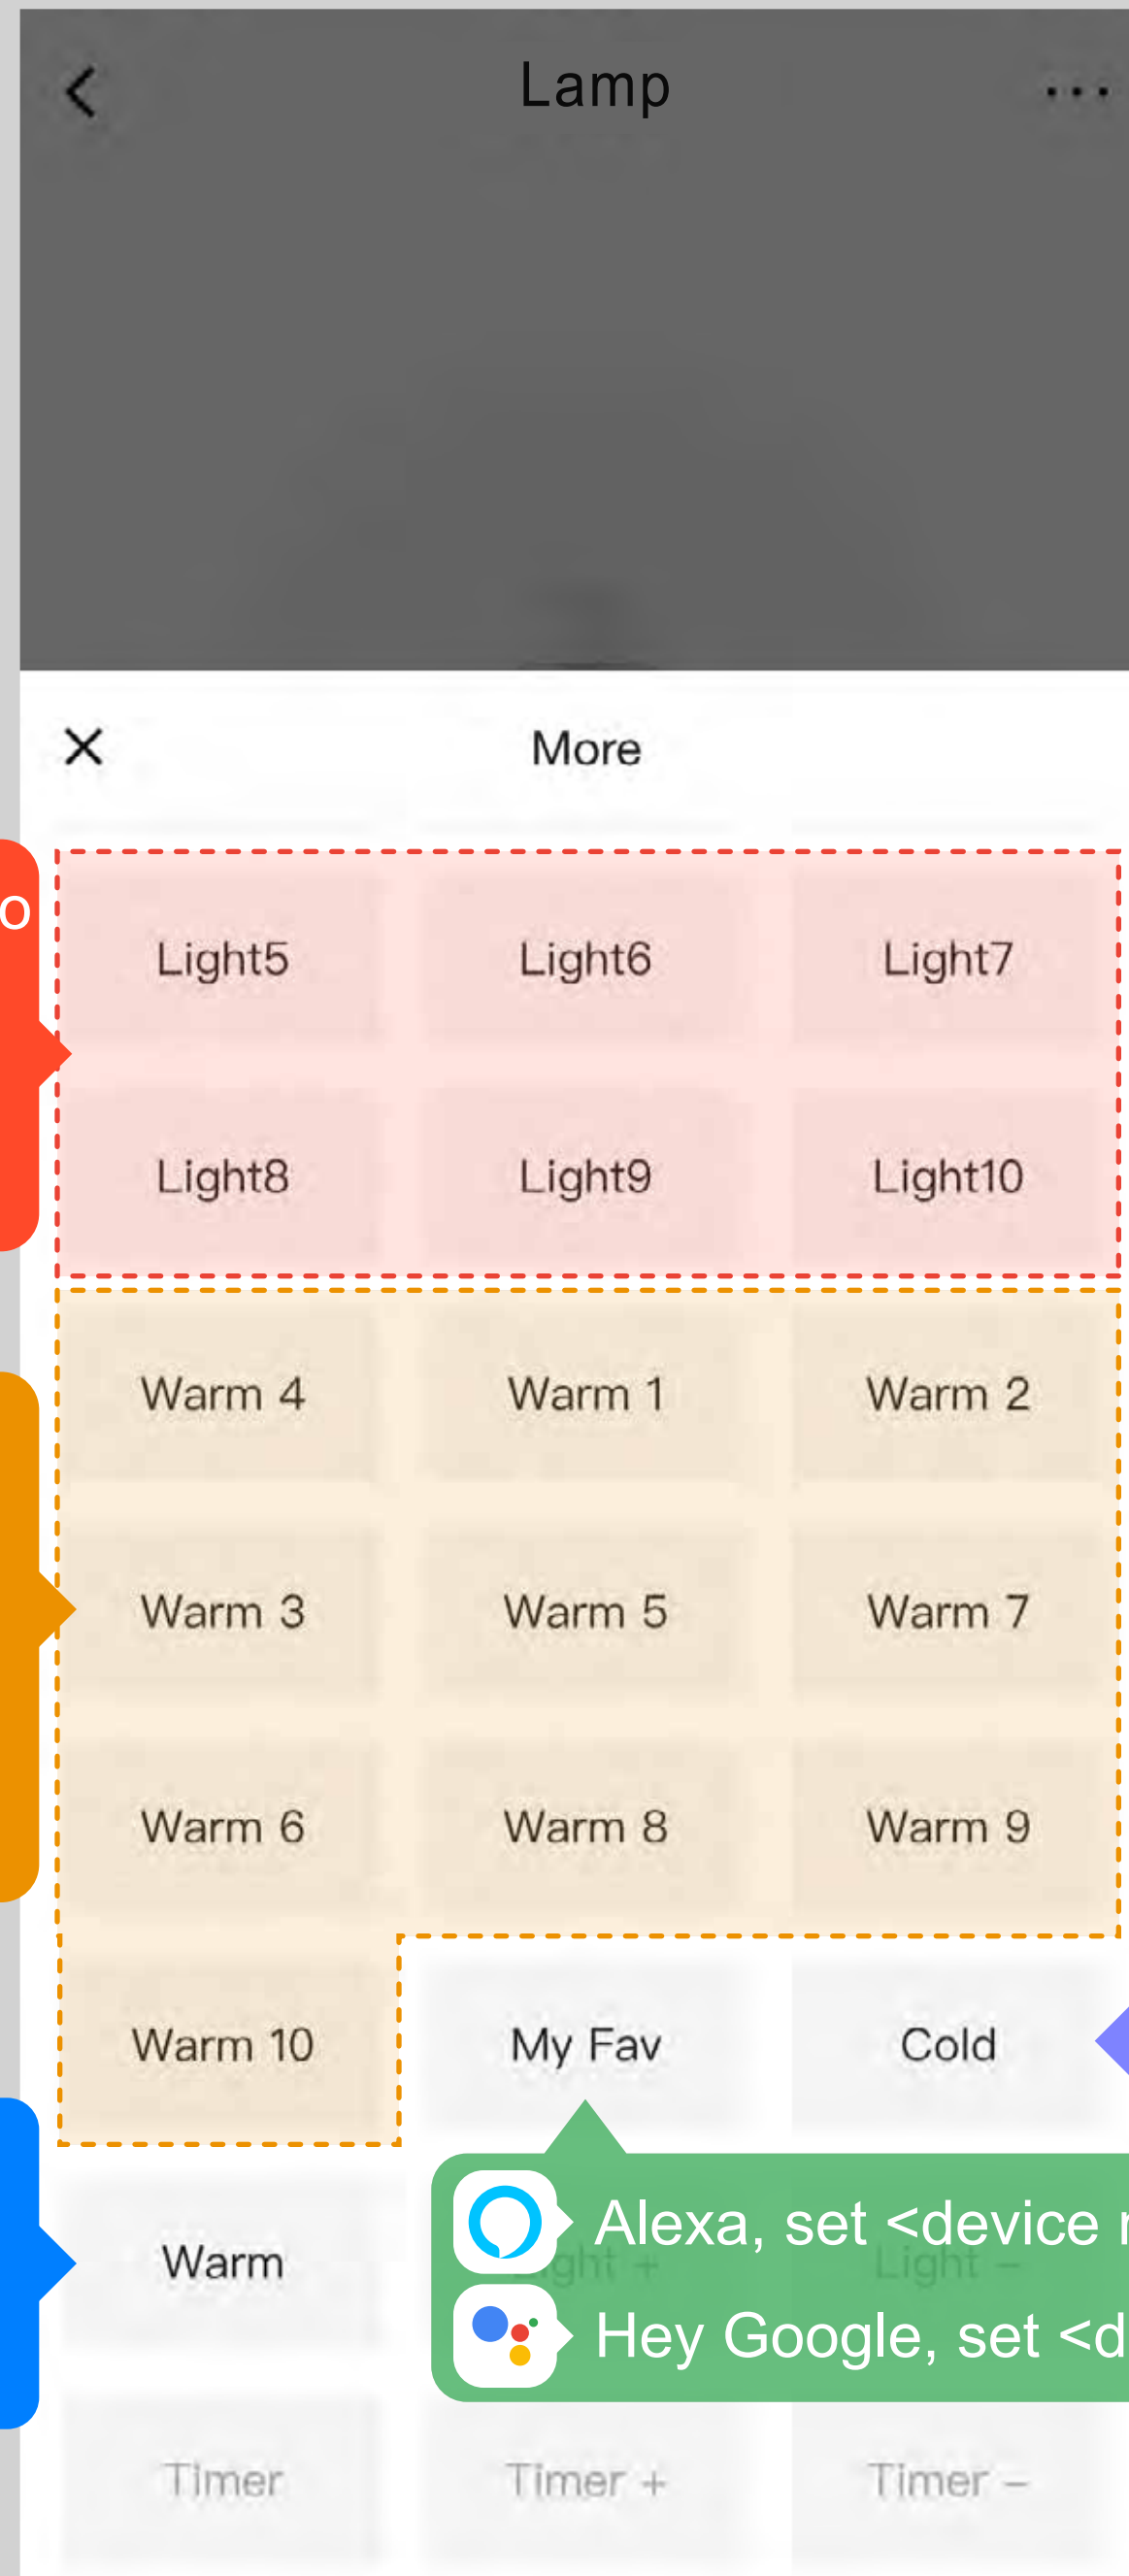 Lamp
More
o
Light5 Light6 Light7
Light8 Light9 Light10
Warm 4 Warm 1 Warm 2
Warm 3 Warm 5 Warm 7
Warm 6 Warm 8 Warm 9
Warm 10 My Fav Cold
Alexa, set <device
Warm Light + Light –
Hey Google, set <d
Timer Timer + Timer –